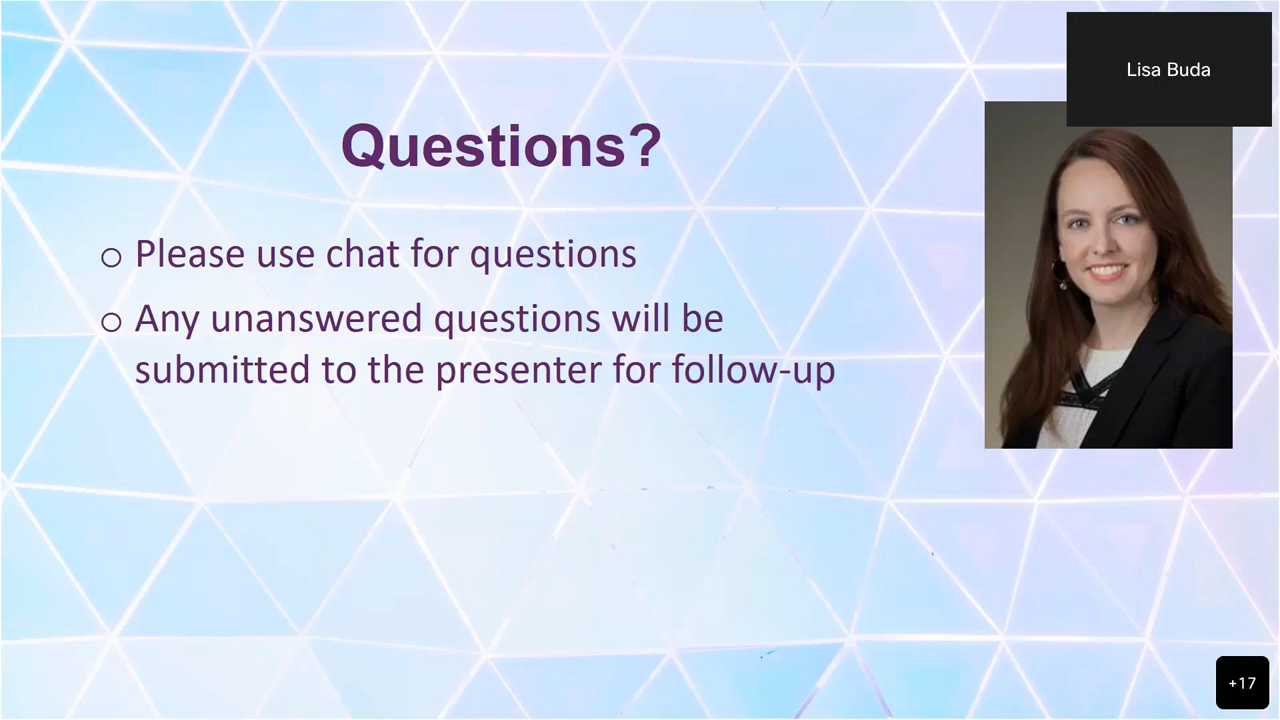 Lisa Buda
Questions?
○ Please use chat for questions
○ Any unanswered questions will be
submitted to the presenter for follow-up
+17